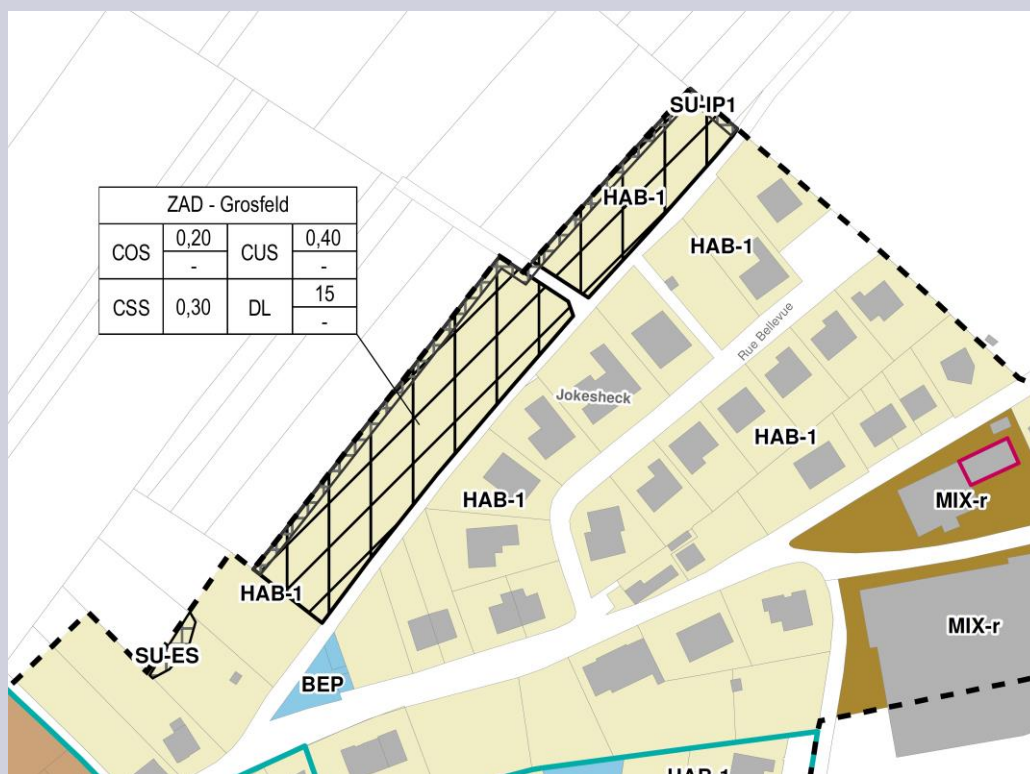 SU-IP1
ZAD - Grosfeld
COS 0,20 CUS 0,40
- -
CSS 0,30 DL 15
-
HAB-1
HAB-1
Rue Bellevue
Jokesheck
HAB-1
HAB-1
MIX-r
HAB-1
MIX-r
SU-ES
BEP
HAB-1